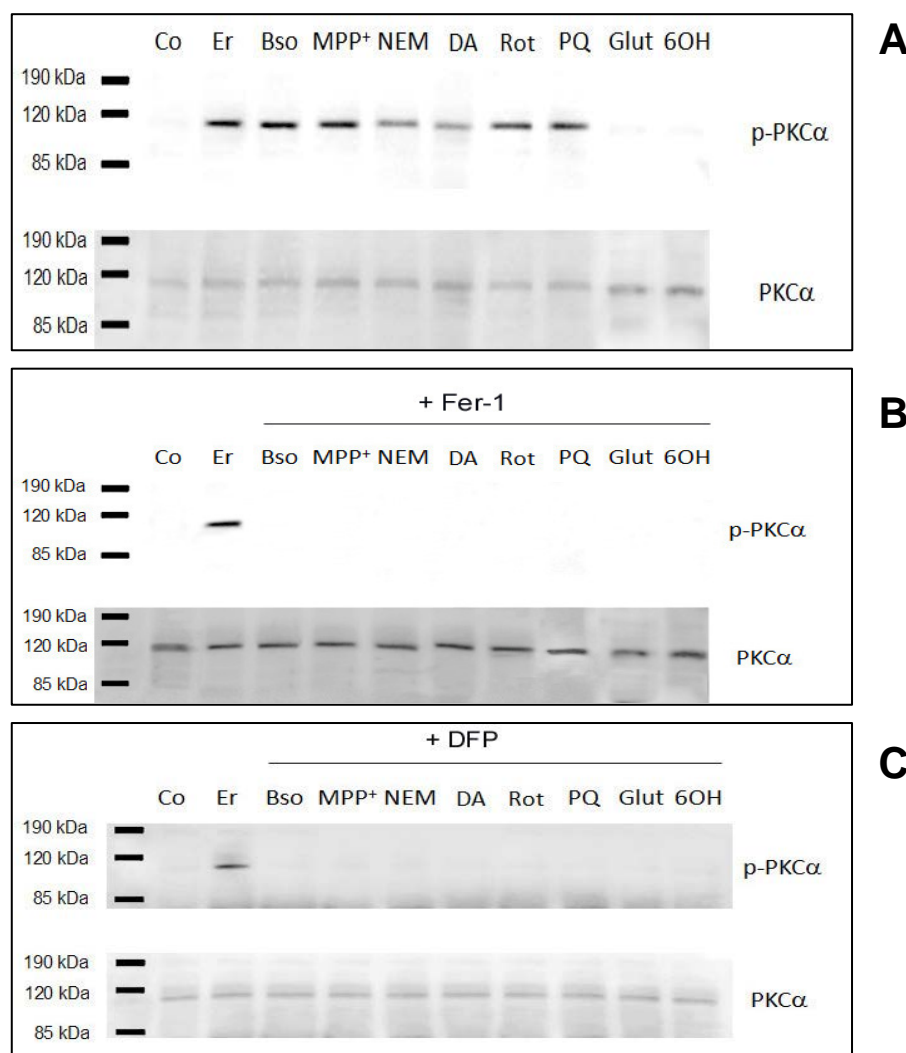 A
Co Er Bso MPP⁺ NEM DA Rot PQ Glut 6OH
190 kDa
120 kDa
85 kDa
p-PKCα
190 kDa
120 kDa
85 kDa
PKCα
B
+ Fer-1
Co Er Bso MPP⁺ NEM DA Rot PQ Glut 6OH
190 kDa
120 kDa
85 kDa
p-PKCα
190 kDa
120 kDa
85 kDa
PKCα
C
+ DFP
Co Er Bso MPP⁺ NEM DA Rot PQ Glut 6OH
190 kDa
120 kDa
85 kDa
p-PKCα
190 kDa
120 kDa
85 kDa
PKCα